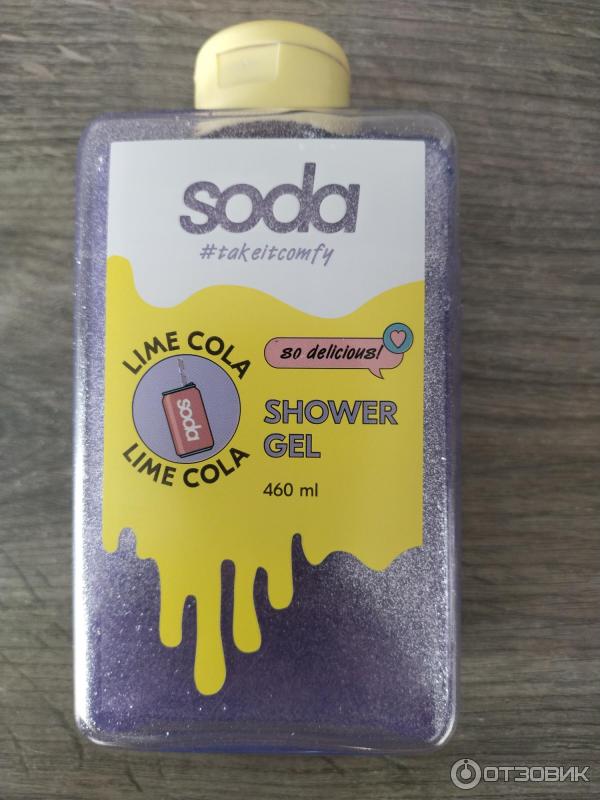 soda
#takeitcomfy
LIME COLA
soda
LIME COLA
so delicious!
SHOWER
GEL
460 ml
ОТЗОВИК